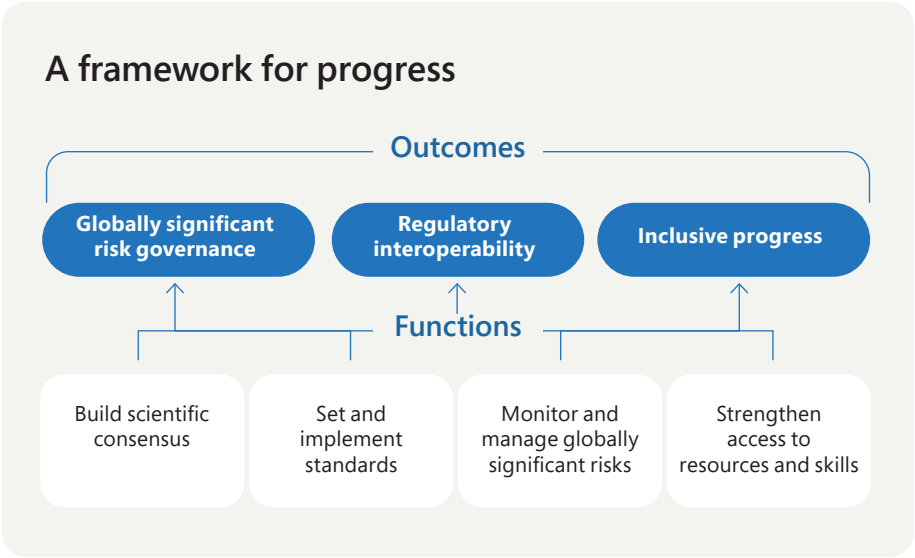 A framework for progress
Outcomes
Globally significant
risk governance
Regulatory
interoperability
Inclusive progress
Functions
Build scientific
consensus
Set and
implement
standards
Monitor and
manage globally
significant risks
Strengthen
access to
resources and skills